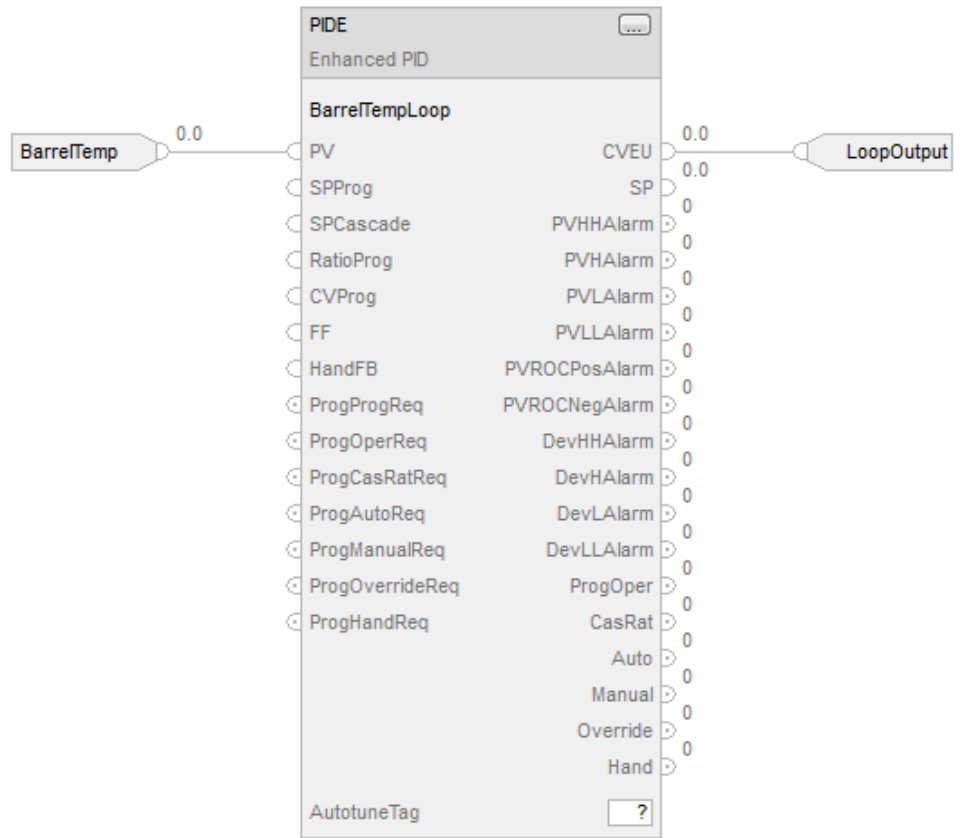 PIDE ...
Enhanced PID
BarrelTempLoop
BarrelTemp 0.0 PV CVEU 0.0 LoopOutput
SPProg SP 0.0
SPCascade PVHHAlarm 0
RatioProg PVHAlarm 0
CVProg PVLAlarm 0
FF PVLLAlarm 0
HandFB PVROCPosAlarm 0
ProgProgReq PVROCNegAlarm 0
ProgOperReq DevHHAlarm 0
ProgCasRatReq DevHAlarm 0
ProgAutoReq DevLAlarm 0
ProgManualReq DevLLAlarm 0
ProgOverrideReq ProgOper 0
ProgHandReq CasRat 0
Auto 0
Manual 0
Override 0
Hand 0
AutotuneTag ?